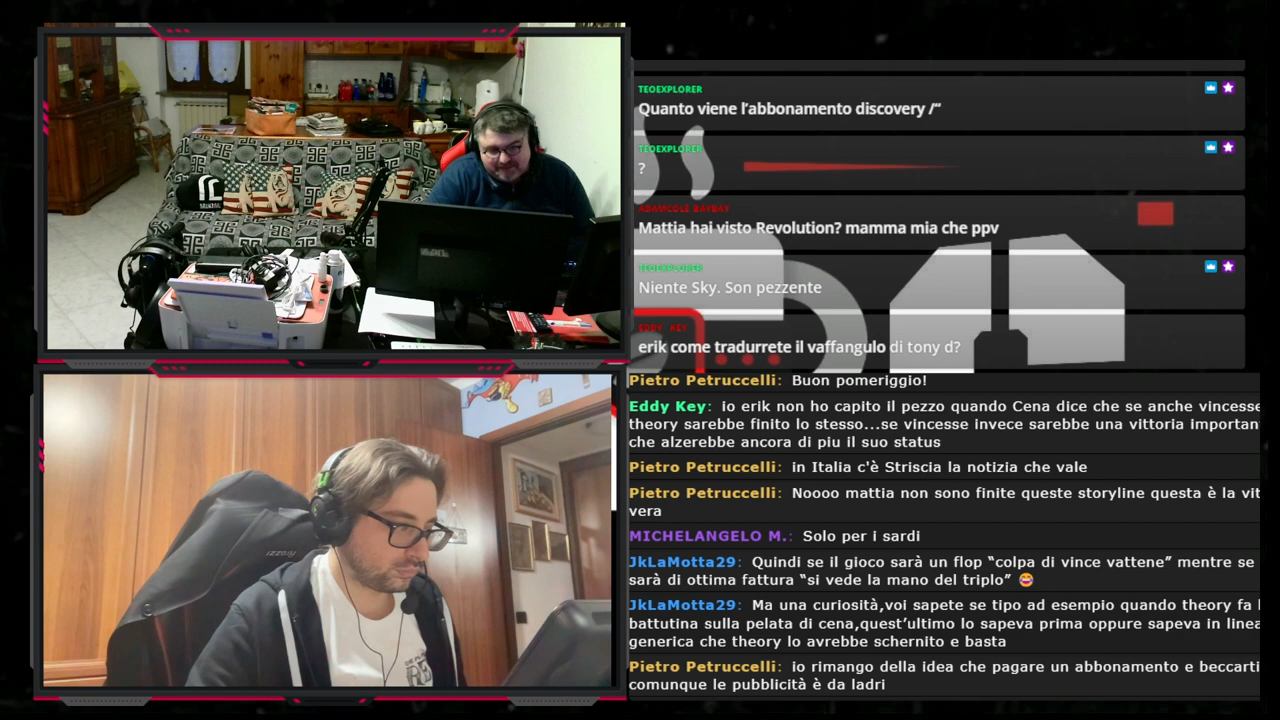 TEOEXPLORER
Quanto viene l'abbonamento discovery /“
TEOEXPLORER
?
ADAMCOLE BAYBAY
Mattia hai visto Revolution? mamma mia che ppv
TEOEXPLORER
Niente Sky. Son pezzente
EDDY KEY
erik come tradurrete il vaffangulo di tony d?
Pietro Petruccelli: Buon pomeriggio!
Eddy Key: io erik non ho capito il pezzo quando Cena dice che se anche vincesse
theory sarebbe finito lo stesso...se vincesse invece sarebbe una vittoria importan
che alzerebbe ancora di piu il suo status
Pietro Petruccelli: in Italia c'è Striscia la notizia che vale
Pietro Petruccelli: Noooo mattia non sono finite queste storyline questa è la vit
vera
MICHELANGELO M.: Solo per i sardi
JkLaMotta29: Quindi se il gioco sarà un flop “colpa di vince vattene” mentre se
sarà di ottima fattura “si vede la mano del triplo” 😂
JkLaMotta29: Ma una curiosità,voi sapete se tipo ad esempio quando theory fa l
battutina sulla pelata di cena,quest'ultimo lo sapeva prima oppure sapeva in linea
generica che theory lo avrebbe schernito e basta
Pietro Petruccelli: io rimango della idea che pagare un abbonamento e beccarti
comunque le pubblicità è da ladri